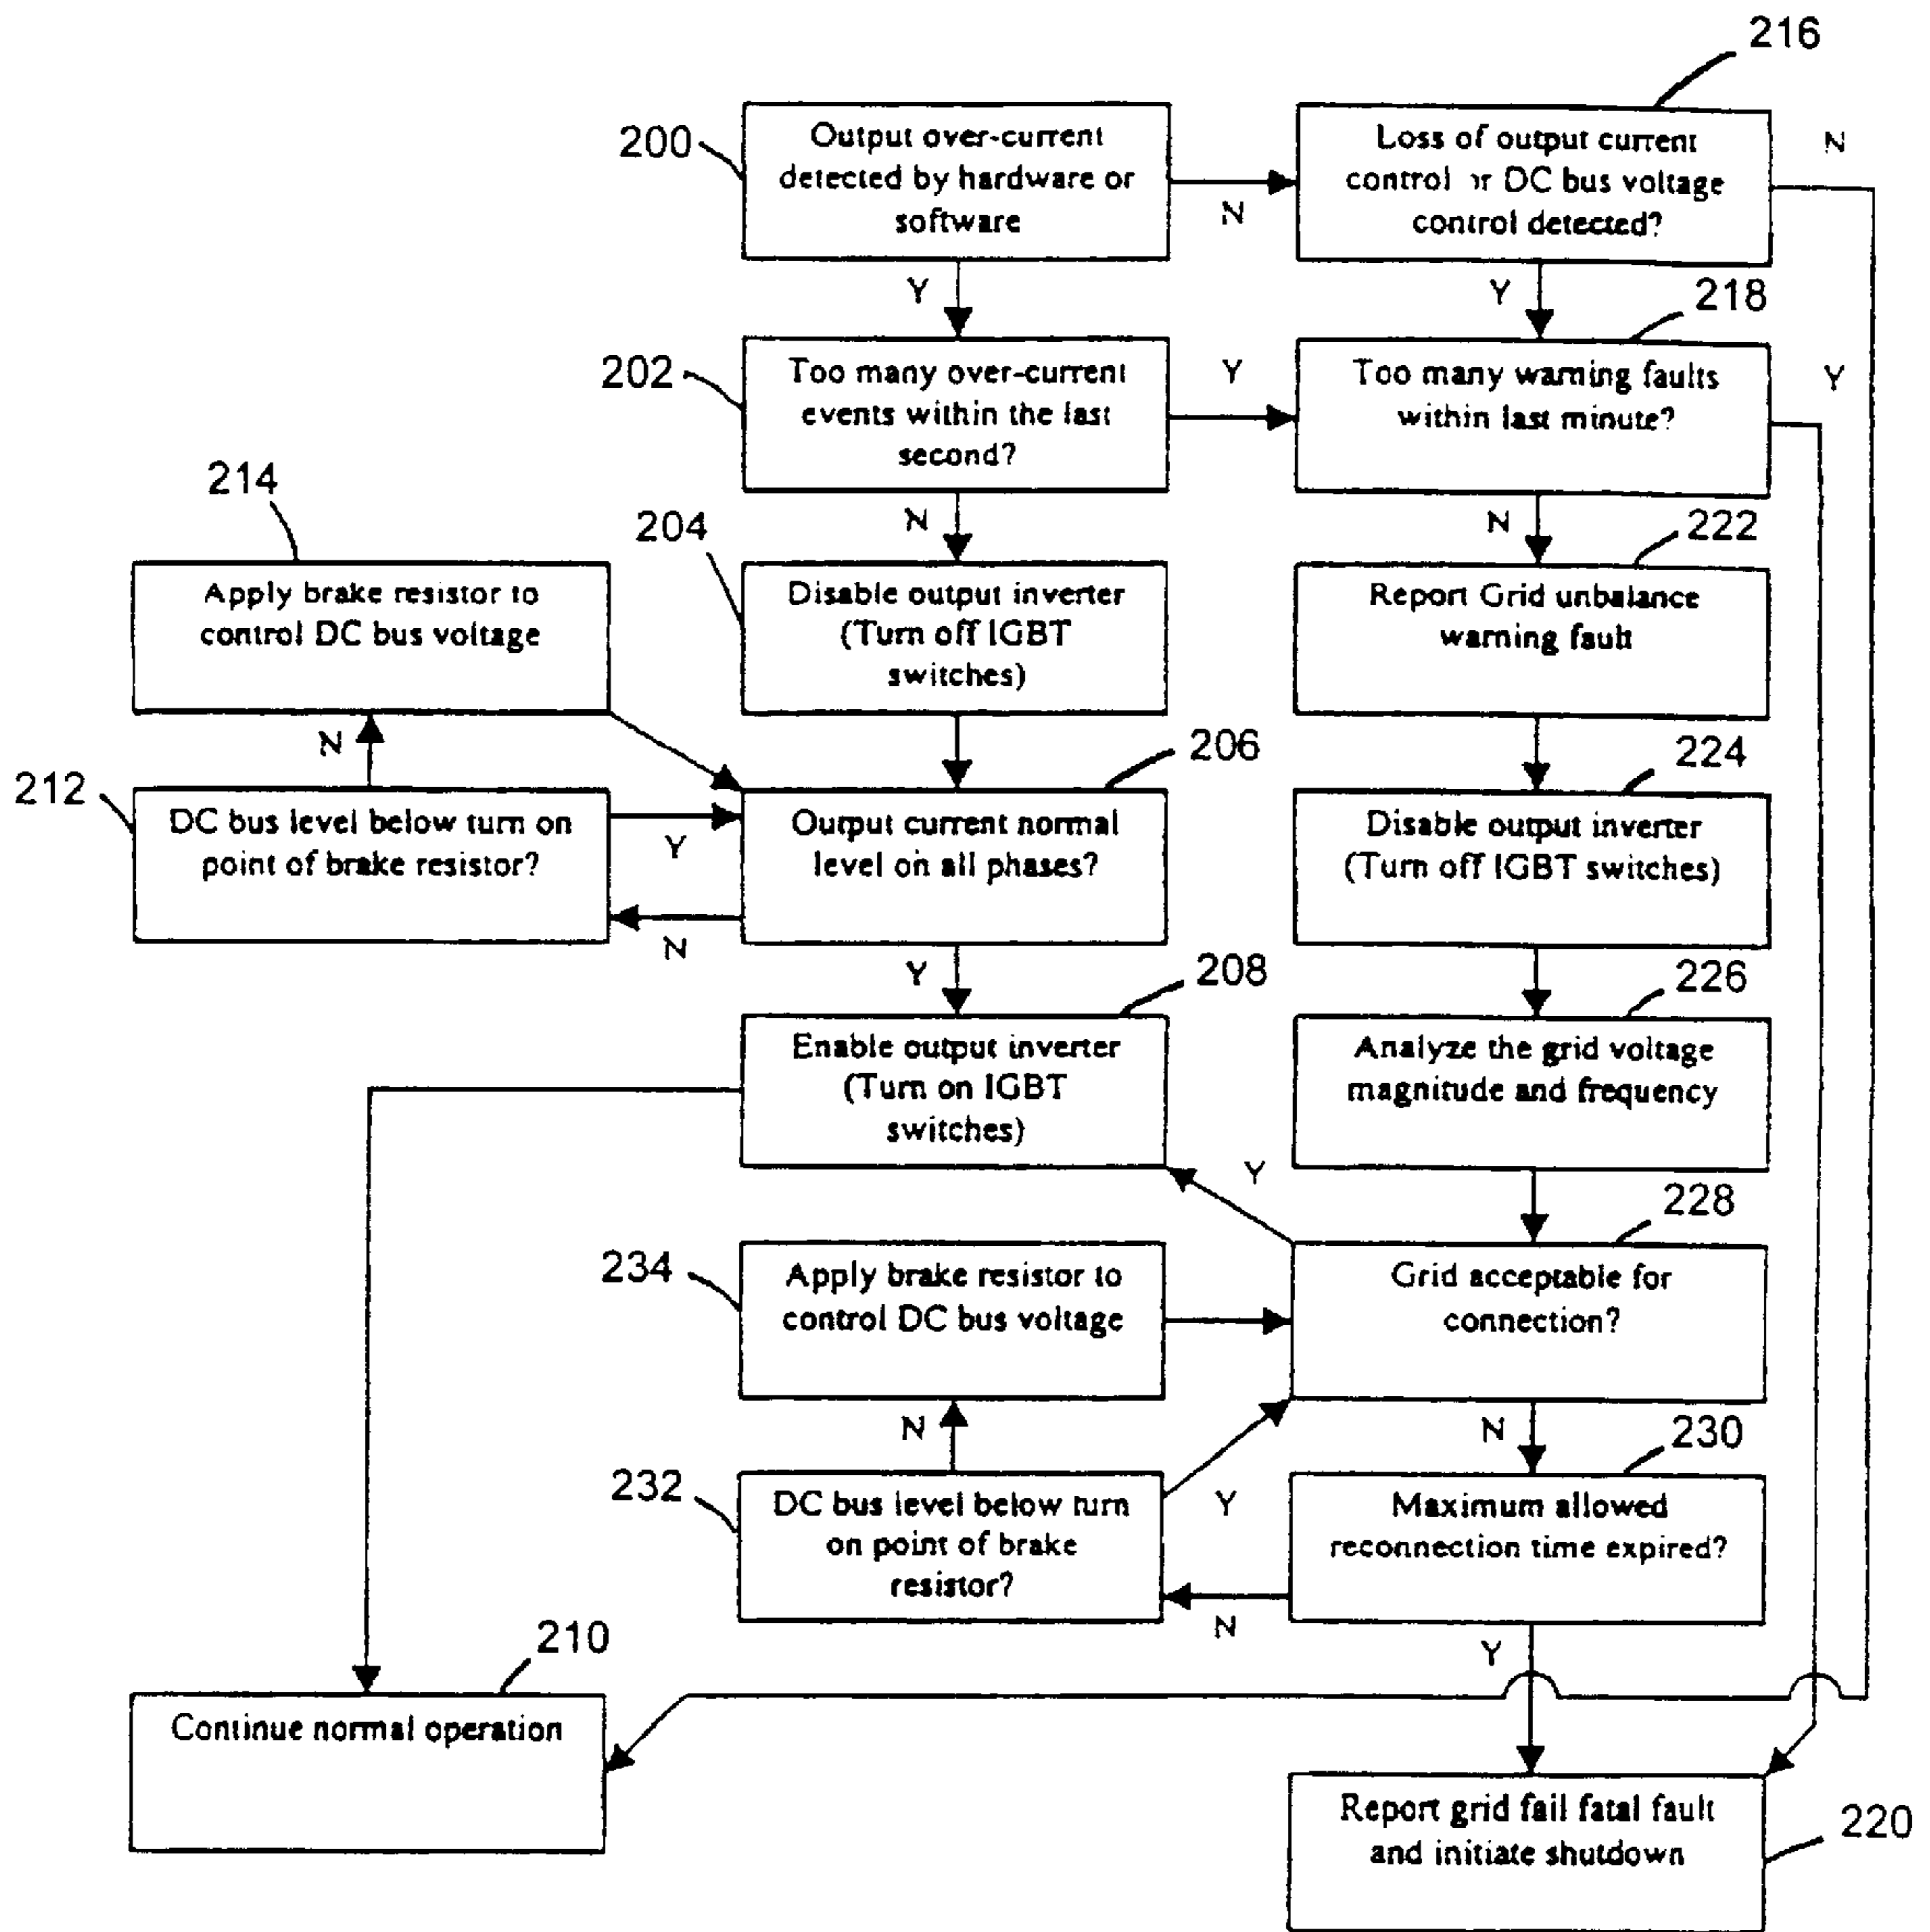 216
200
Output over-current
detected by hardware or
software
Loss of output current
control or DC bus voltage
control detected?
N
N
Y
Y
218
202
Too many over-current
events within the last
second?
Y
Too many warning faults
within last minute?
Y
214
204
N
N
222
Apply brake resistor to
control DC bus voltage
Disable output inverter
(Turn off IGBT
switches)
Report Grid unbalance
warning fault
N
206
224
212
DC bus level below turn on
point of brake resistor?
Y
N
Output current normal
level on all phases?
Disable output inverter
(Turn off IGBT switches)
Y
208
226
Enable output inverter
(Turn on IGBT
switches)
Analyze the grid voltage
magnitude and frequency
Y
228
234
Apply brake resistor to
control DC bus voltage
Grid acceptable for
connection?
N
N
230
232
DC bus level below turn
on point of brake
resistor?
Y
N
Maximum allowed
reconnection time expired?
Y
210
Continue normal operation
Report grid fail fatal fault
and initiate shutdown
220